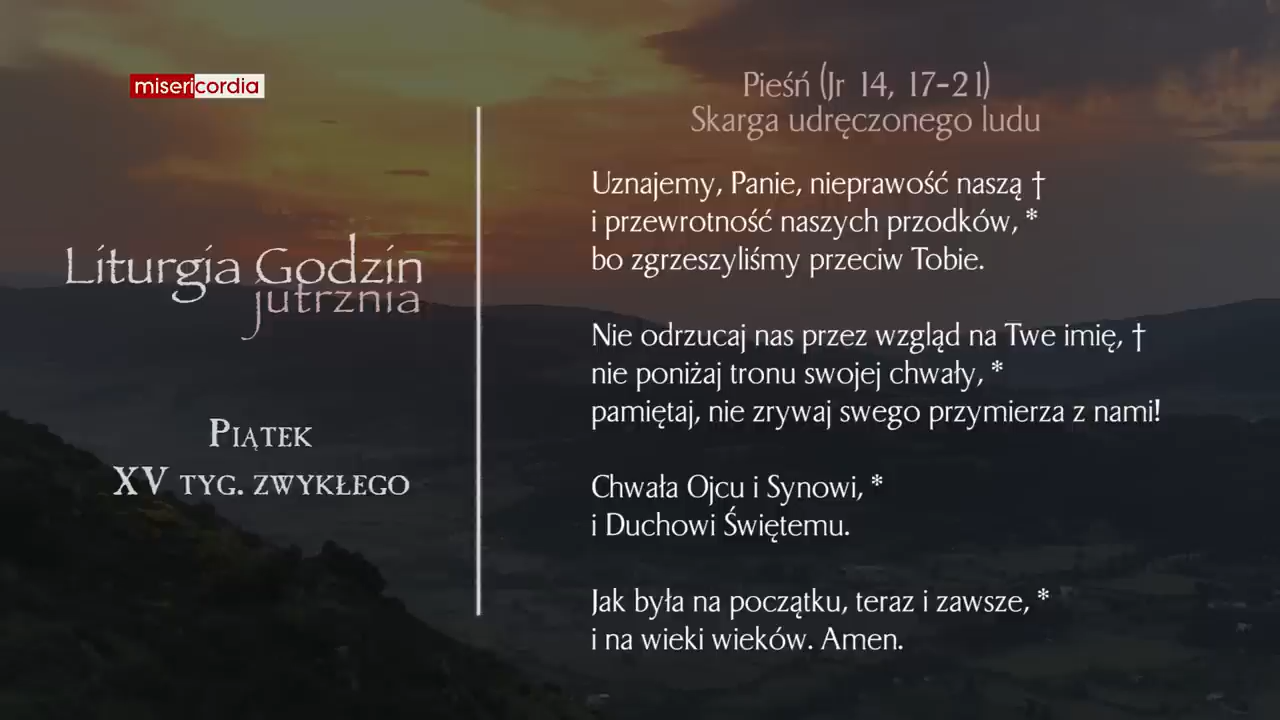 misericordia
Liturgia Godzin
jutrznia
Piątek
XV tyg. zwykłego
Pieśń (Jr 14, 17-21)
Skarga udręczonego ludu
Uznajemy, Panie, nieprawość naszą †
i przewrotność naszych przodków, *
bo zgrzeszyliśmy przeciw Tobie.
Nie odrzucaj nas przez wzgląd na Twe imię, †
nie poniżaj tronu swojej chwały, *
pamiętaj, nie zrywaj swego przymierza z nami!
Chwała Ojcu i Synowi, *
i Duchowi Świętemu.
Jak była na początku, teraz i zawsze, *
i na wieki wieków. Amen.